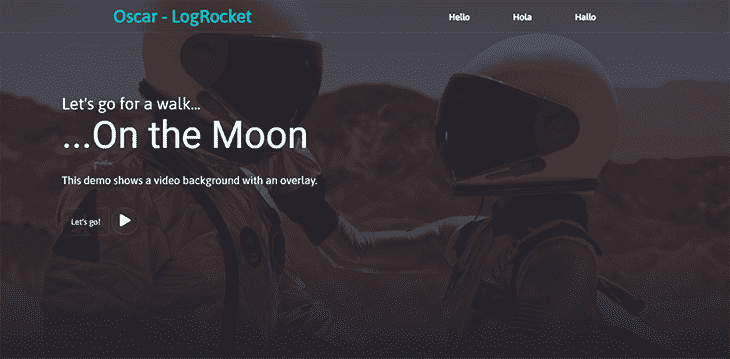 Oscar - LogRocket
Hello Hola Hallo
Let's go for a walk...
...On the Moon
This demo shows a video background with an overlay.
Let's go!